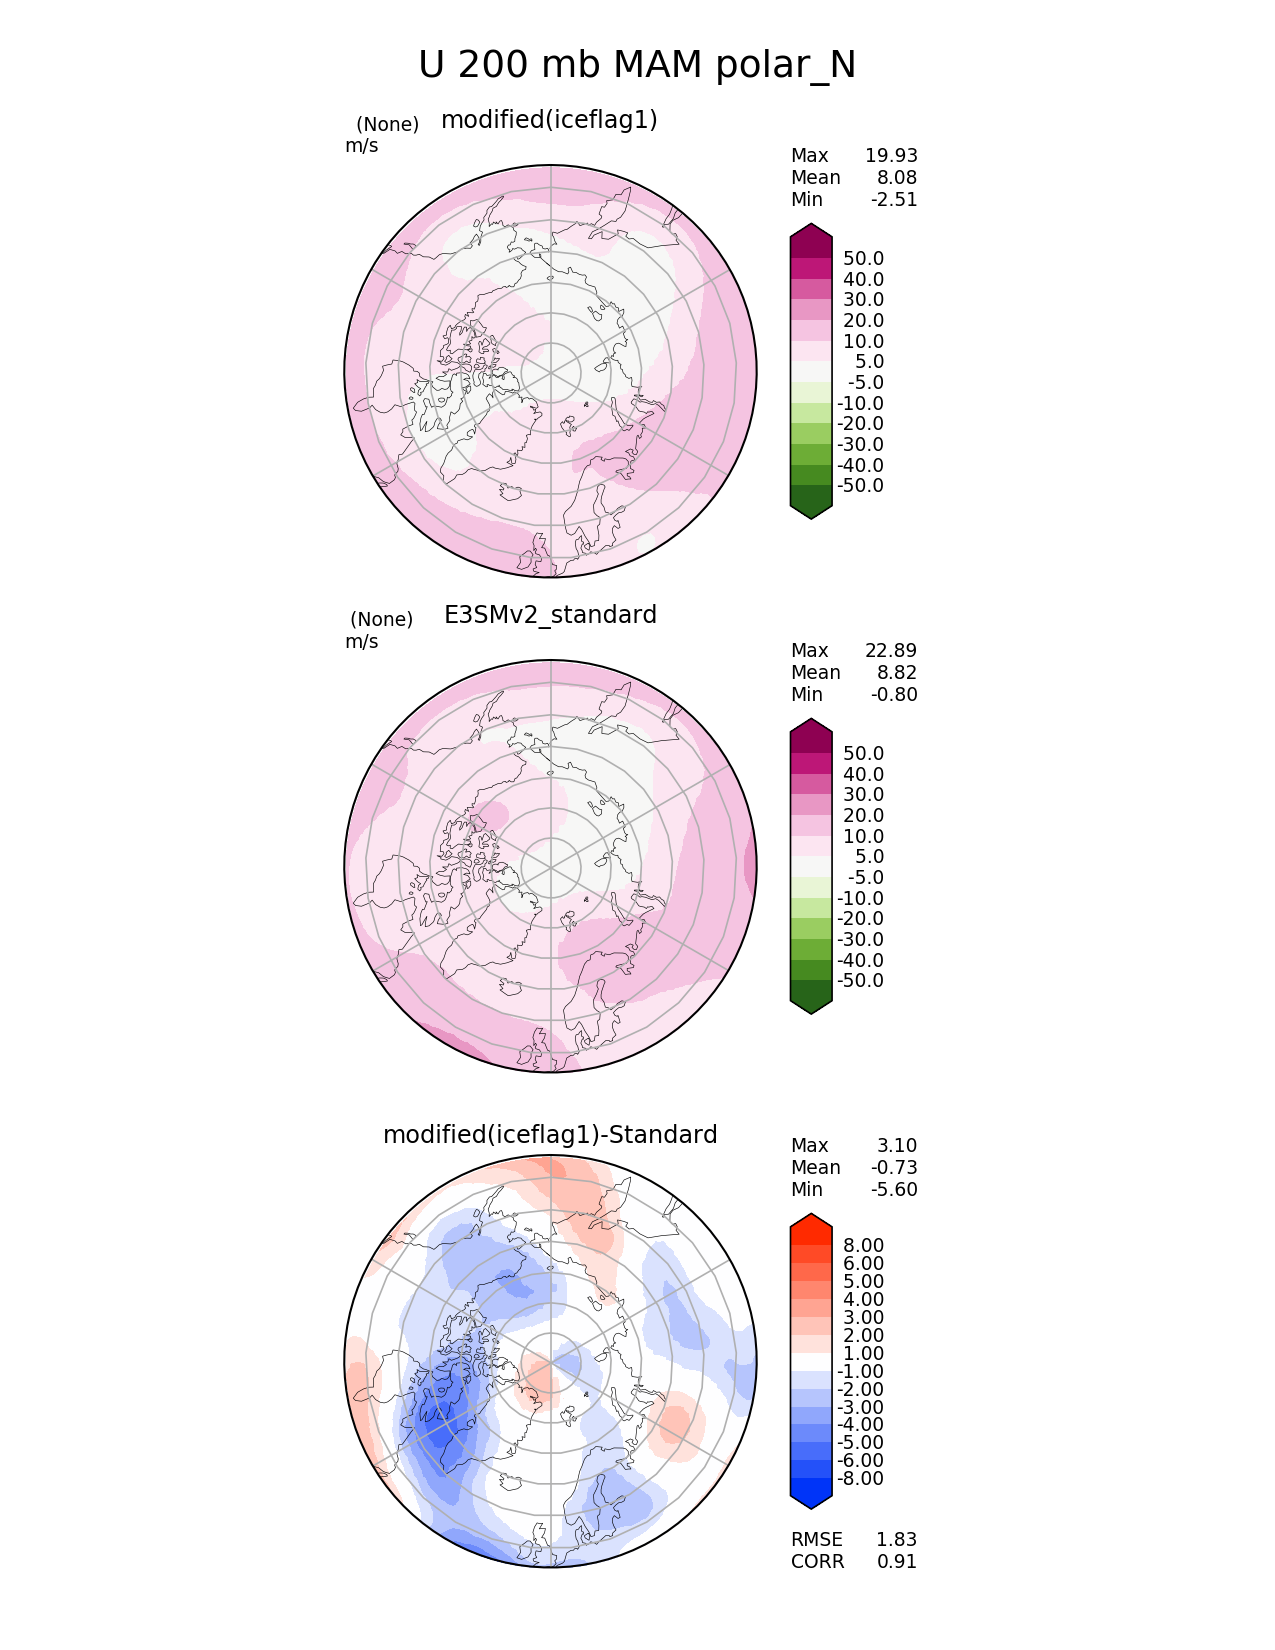 U 200 mb MAM polar_N
(None) modified(iceflag1)
m/s
Max 19.93
Mean 8.08
Min -2.51
50.0
40.0
30.0
20.0
10.0
5.0
-5.0
-10.0
-20.0
-30.0
-40.0
-50.0
(None) E3SMv2_standard
m/s
Max 22.89
Mean 8.82
Min -0.80
50.0
40.0
30.0
20.0
10.0
5.0
-5.0
-10.0
-20.0
-30.0
-40.0
-50.0
modified(iceflag1)-Standard
Max 3.10
Mean -0.73
Min -5.60
8.00
6.00
5.00
4.00
3.00
2.00
1.00
-1.00
-2.00
-3.00
-4.00
-5.00
-6.00
-8.00
RMSE 1.83
CORR 0.91